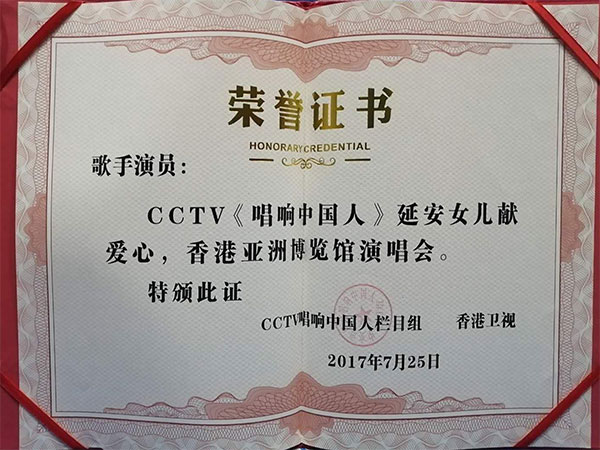 荣誉证书
HONORARY CREDENTIAL
歌手演员：
CCTV《唱响中国人》延安女儿献
爱心，香港亚洲博览馆演唱会。
特颁此证
CCTV唱响中国人栏目组 香港卫视
2017年7月25日